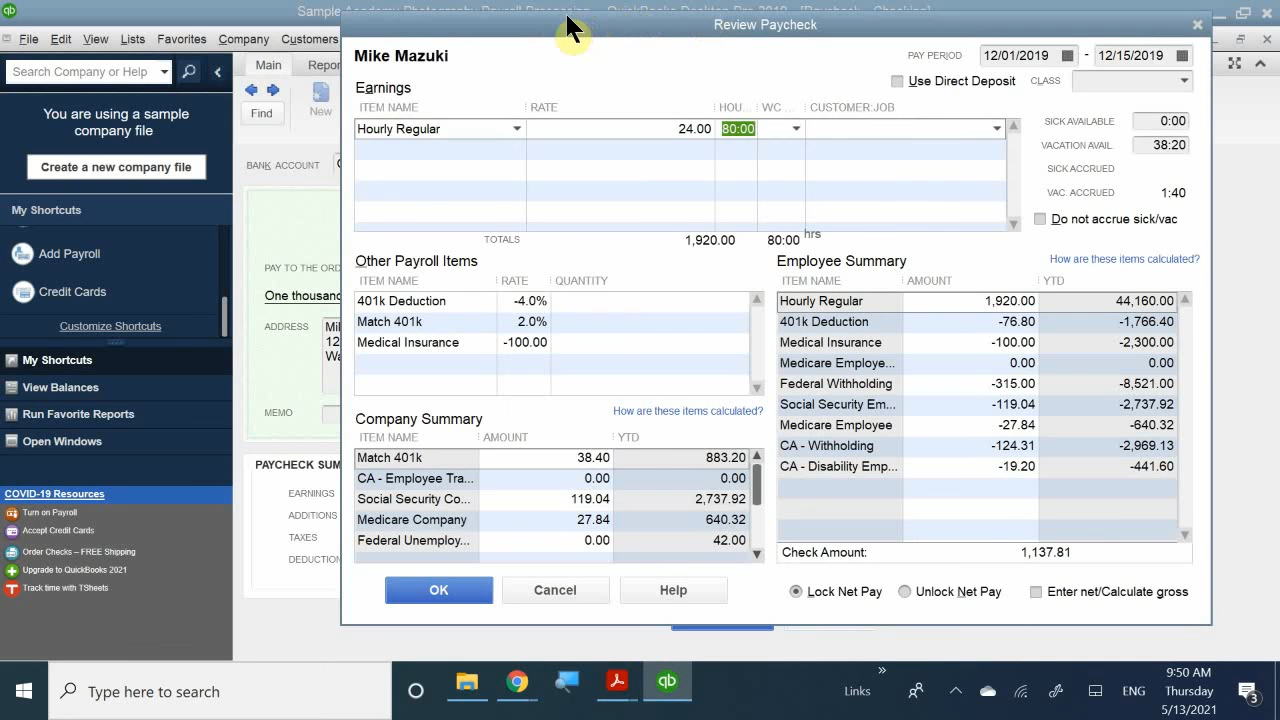 Sample Academy Photography Payroll Processing - QuickBooks Desktop Pro 2019 - [Paycheck - Checking]
File Edit View Lists Favorites Company Customers
Review Paycheck
Search Company or Help
Main Repor
Find New
You are using a sample
company file
Create a new company file
BANK ACCOUNT
My Shortcuts
Add Payroll
Credit Cards
Customize Shortcuts
My Shortcuts
View Balances
Run Favorite Reports
Open Windows
COVID-19 Resources
Turn on Payroll
Accept Credit Cards
Order Checks – FREE Shipping
Upgrade to QuickBooks 2021
Track time with TSheets
PAY TO THE ORD
One thousand
ADDRESS Mil
12
Wa
MEMO
PAYCHECK SUM
EARNINGS
ADDITIONS
TAXES
DEDUCTION
Mike Mazuki
PAY PERIOD 12/01/2019 - 12/15/2019
Use Direct Deposit CLASS
Earnings
ITEM NAME RATE HOU... WC ... CUSTOMER:JOB
Hourly Regular 24.00 80:00
TOTALS 1,920.00 80:00 hrs
SICK AVAILABLE 0:00
VACATION AVAIL. 38:20
SICK ACCRUED
VAC. ACCRUED 1:40
Do not accrue sick/vac
Other Payroll Items
ITEM NAME RATE QUANTITY
401k Deduction -4.0%
Match 401k 2.0%
Medical Insurance -100.00
How are these items calculated?
Company Summary
ITEM NAME AMOUNT YTD
Match 401k 38.40 883.20
CA - Employee Tra... 0.00 0.00
Social Security Co... 119.04 2,737.92
Medicare Company 27.84 640.32
Federal Unemploy... 0.00 42.00
Employee Summary
How are these items calculated?
ITEM NAME AMOUNT YTD
Hourly Regular 1,920.00 44,160.00
401k Deduction -76.80 -1,766.40
Medical Insurance -100.00 -2,300.00
Medicare Employe... 0.00 0.00
Federal Withholding -315.00 -8,521.00
Social Security Em... -119.04 -2,737.92
Medicare Employee -27.84 -640.32
CA - Withholding -124.31 -2,969.13
CA - Disability Emp... -19.20 -441.60
Check Amount: 1,137.81
OK Cancel Help
Lock Net Pay Unlock Net Pay Enter net/Calculate gross
Type here to search
Links
ENG
9:50 AM
Thursday
5/13/2021
3